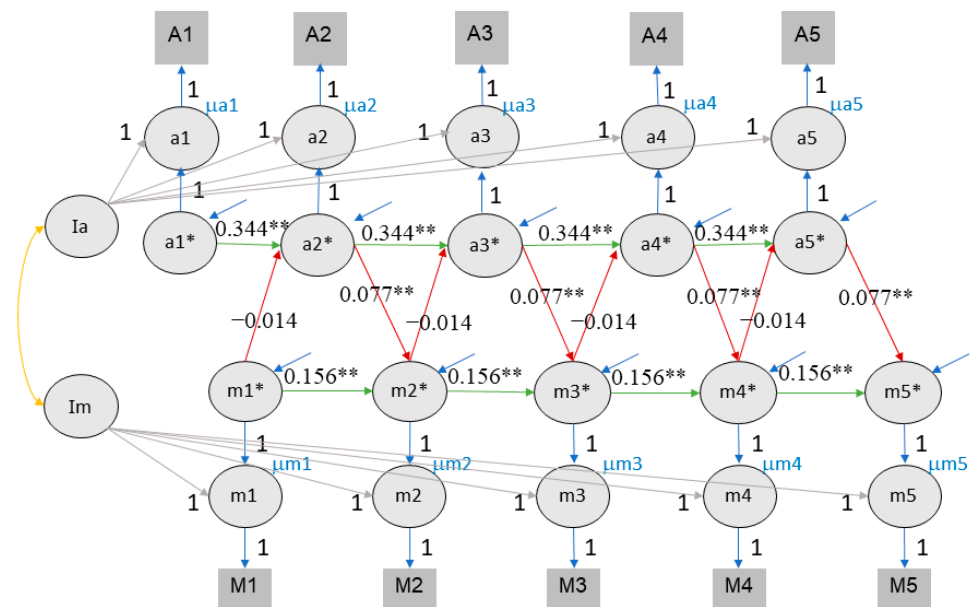 A1 A2 A3 A4 A5
1 1 1 1 1
μa1 μa2 μa3 μa4 μa5
1 1 1 1 1
a1 a2 a3 a4 a5
1 1 1 1 1
Ia
0.344** 0.344** 0.344** 0.344**
a1* a2* a3* a4* a5*
0.077** 0.077** 0.077** 0.077**
−0.014 −0.014 −0.014 −0.014
0.156** 0.156** 0.156** 0.156**
m1* m2* m3* m4* m5*
Im
1 1 1 1 1
μm1 μm2 μm3 μm4 μm5
m1 m2 m3 m4 m5
1 1 1 1 1
1 1 1 1 1
M1 M2 M3 M4 M5